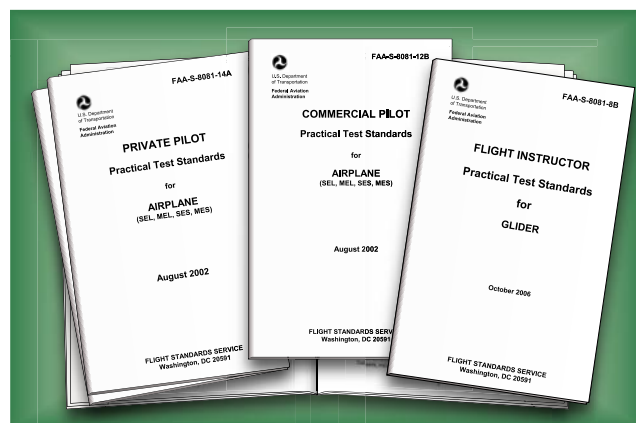 FAA-S-8081-14A
U.S. Department
of Transportation
Federal Aviation
Administration
PRIVATE PILOT
Practical Test Standards
for
AIRPLANE
(SEL, MEL, SES, MES)
August 2002
FLIGHT STANDARDS SERVICE
Washington, DC 20591
FAA-S-8081-12B
U.S. Department
of Transportation
Federal Aviation
Administration
COMMERCIAL PILOT
Practical Test Standards
for
AIRPLANE
(SEL, MEL, SES, MES)
August 2002
FLIGHT STANDARDS SERV
Washington, DC 20591
FAA-S-8081-8B
U.S. Department
of Transportation
Federal Aviation
Administration
FLIGHT INSTRUCTOR
Practical Test Standards
for
GLIDER
October 2006
FLIGHT STANDARDS SERVICE
Washington, DC 20591